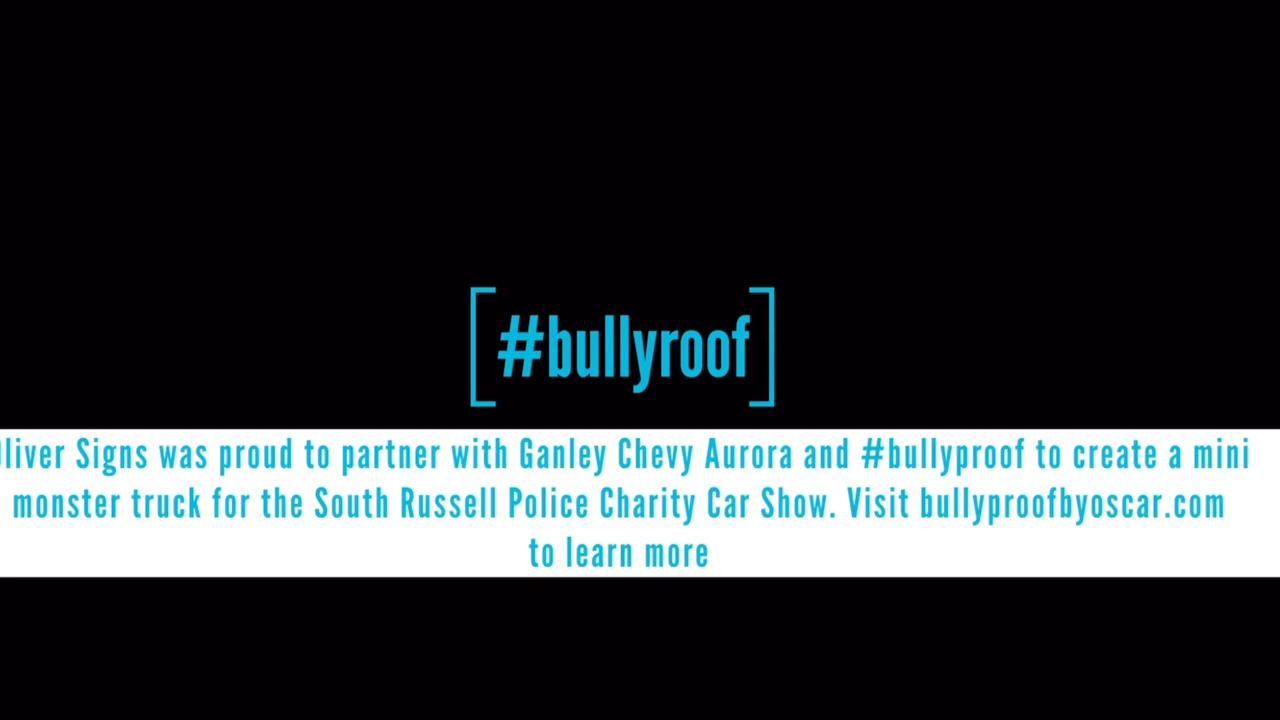 [#bullyroof]
Oliver Signs was proud to partner with Ganley Chevy Aurora and #bullyproof to create a mini
monster truck for the South Russell Police Charity Car Show. Visit bullyproofbyoscar.com
to learn more